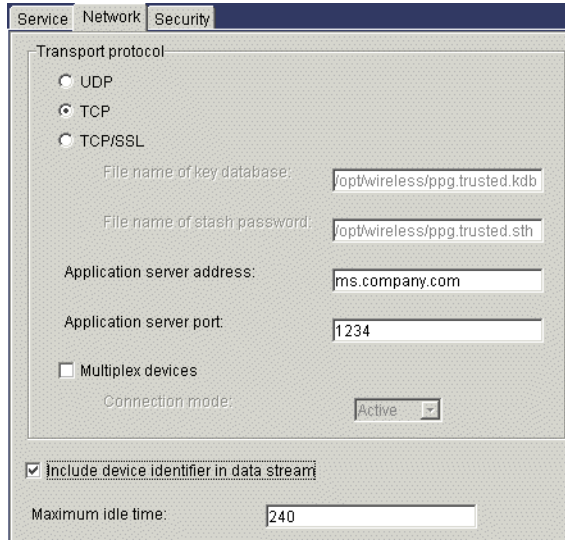 Service Network Security
Transport protocol
UDP
TCP
TCP/SSL
File name of key database: /opt/wireless/ppg.trusted.kdb
File name of stash password: /opt/wireless/ppg.trusted.sth
Application server address: ms.company.com
Application server port: 1234
Multiplex devices
Connection mode: Active
Include device identifier in data stream
Maximum idle time: 240